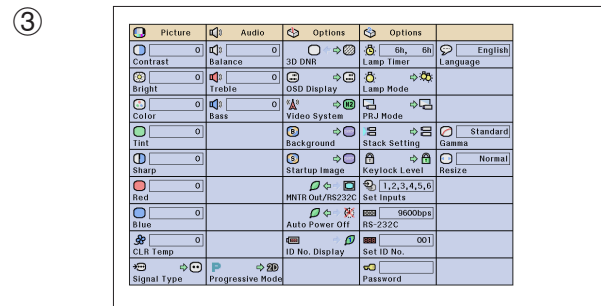 ③
Picture Audio Options Options
0 0 6h, 6h English
Contrast Balance 3D DNR Lamp Timer Language
0 0
Bright Treble OSD Display Lamp Mode
0 0
Color Bass Video System PRJ Mode
0 B Standard
Tint Background Stack Setting Gamma
0 S Normal
Sharp Startup Image Keylock Level Resize
0 1,2,3,4,5,6
Red MNTR Out/RS232C Set Inputs
0 9600bps
Blue Auto Power Off RS-232C
0 001
CLR Temp ID No. Display Set ID No.
P 2D
Signal Type Progressive Mode Password